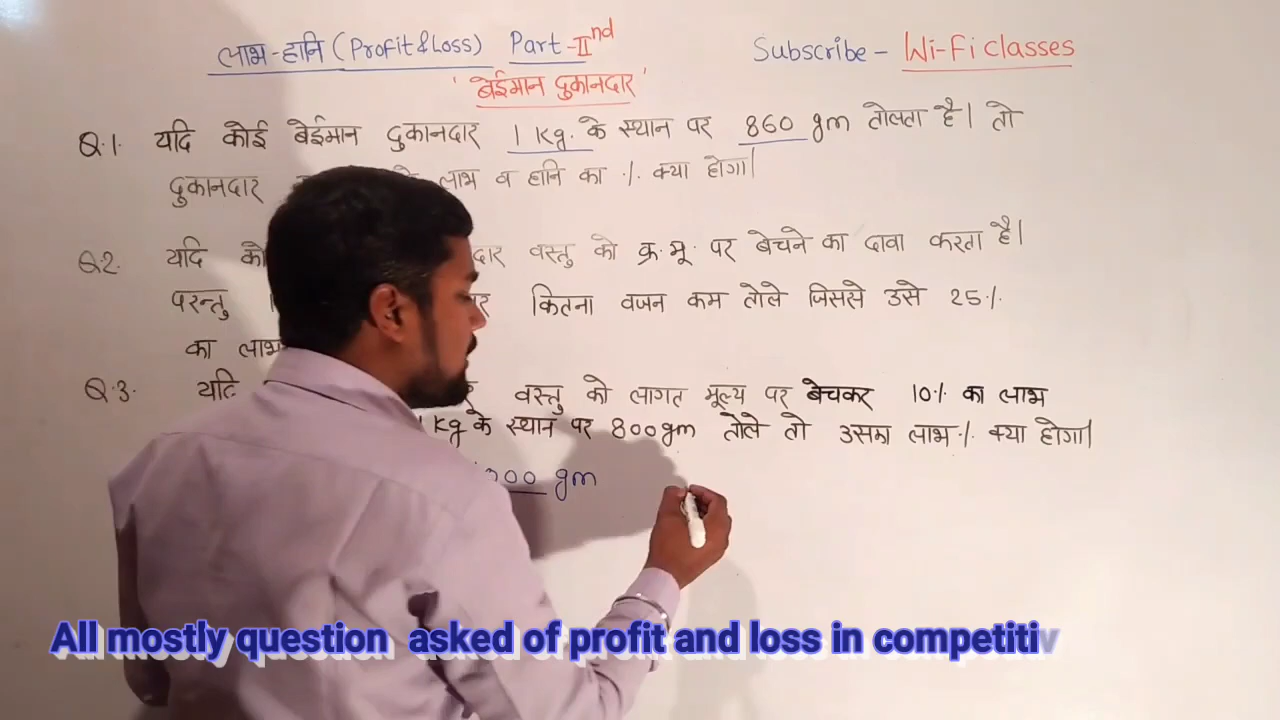 लाभ-हानि (Profit & Loss) Part-IInd
Subscribe - Wi-Fi Classes
'बेईमान दुकानदार'
Q.1. यदि कोई बेईमान दुकानदार 1 Kg. के स्थान पर 860 gm तोलता है। तो
दुकानदार लाभ व हानि का % क्या होगा।
Q.2. यदि वस्तु को क्र.मू. पर बेचने का दावा करता है।
परन्तु कितना वजन कम तोले जिससे उसे 25%
का लाभ
Q.3. वस्तु को लागत मूल्य पर बेचकर 10% का लाभ
Kg के स्थान पर 800gm तोले तो उसका लाभ% क्या होगा।
gm
All mostly question asked of profit and loss in competitiv